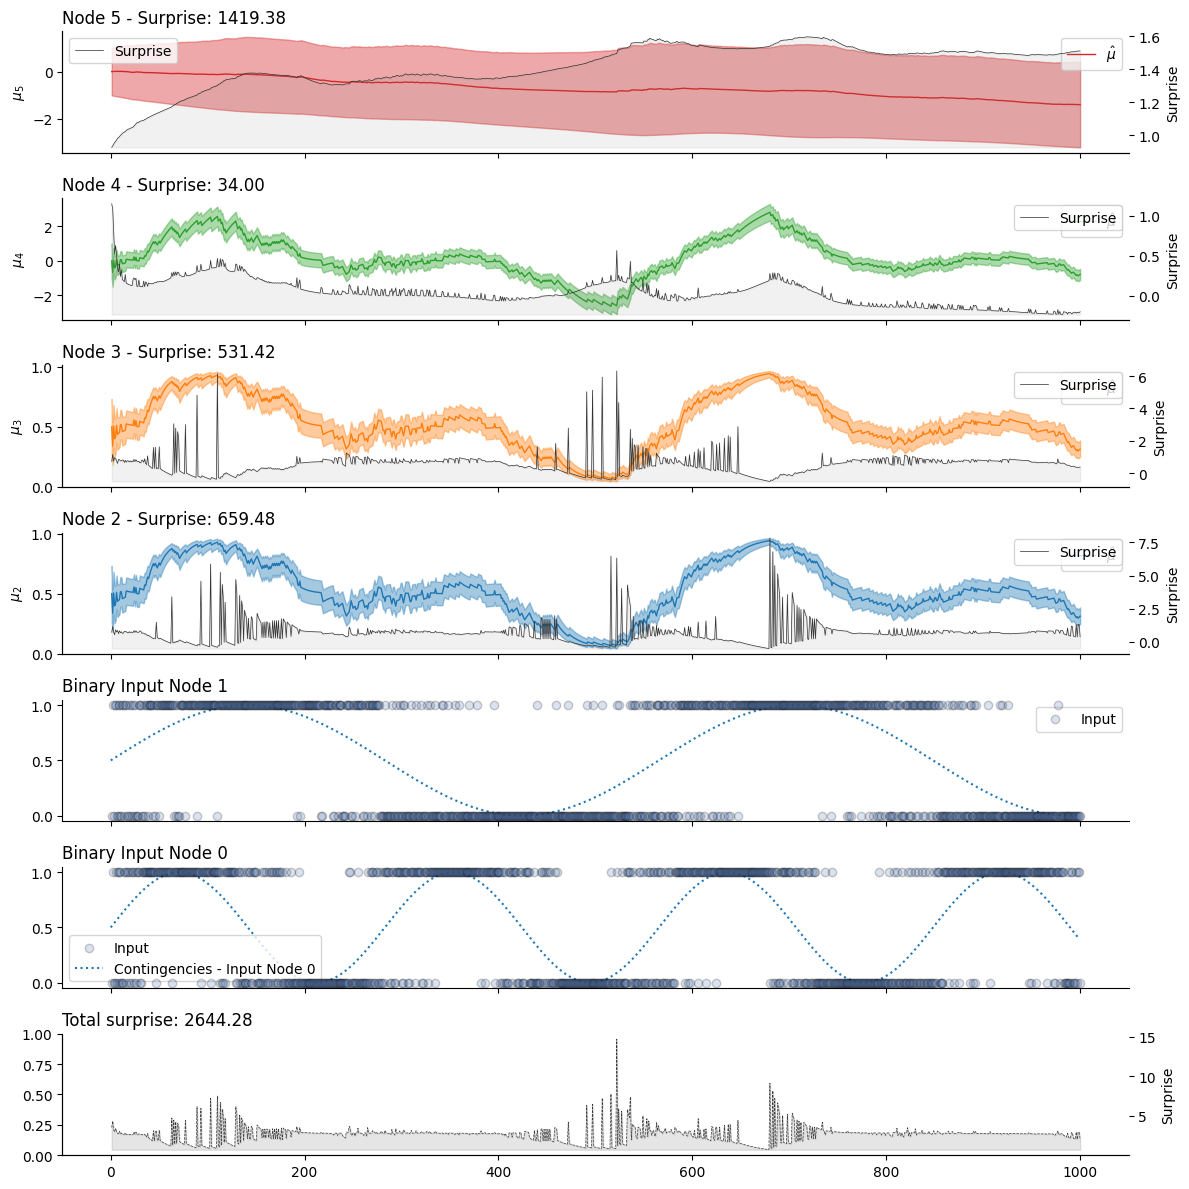 Node 5 - Surprise: 1419.38
Surprise
μ̂
μ5
0
−2
1.6
1.4
1.2
1.0
Surprise
Node 4 - Surprise: 34.00
Surprise
μ4
2
0
−2
1.0
0.5
0.0
Surprise
Node 3 - Surprise: 531.42
Surprise
μ3
1.0
0.5
0.0
6
4
2
0
Surprise
Node 2 - Surprise: 659.48
Surprise
μ2
1.0
0.5
0.0
7.5
5.0
2.5
0.0
Surprise
Binary Input Node 1
Input
1.0
0.5
0.0
Binary Input Node 0
Input
Contingencies - Input Node 0
1.0
0.5
0.0
Total surprise: 2644.28
1.00
0.75
0.50
0.25
0.00
15
10
5
Surprise
0 200 400 600 800 1000